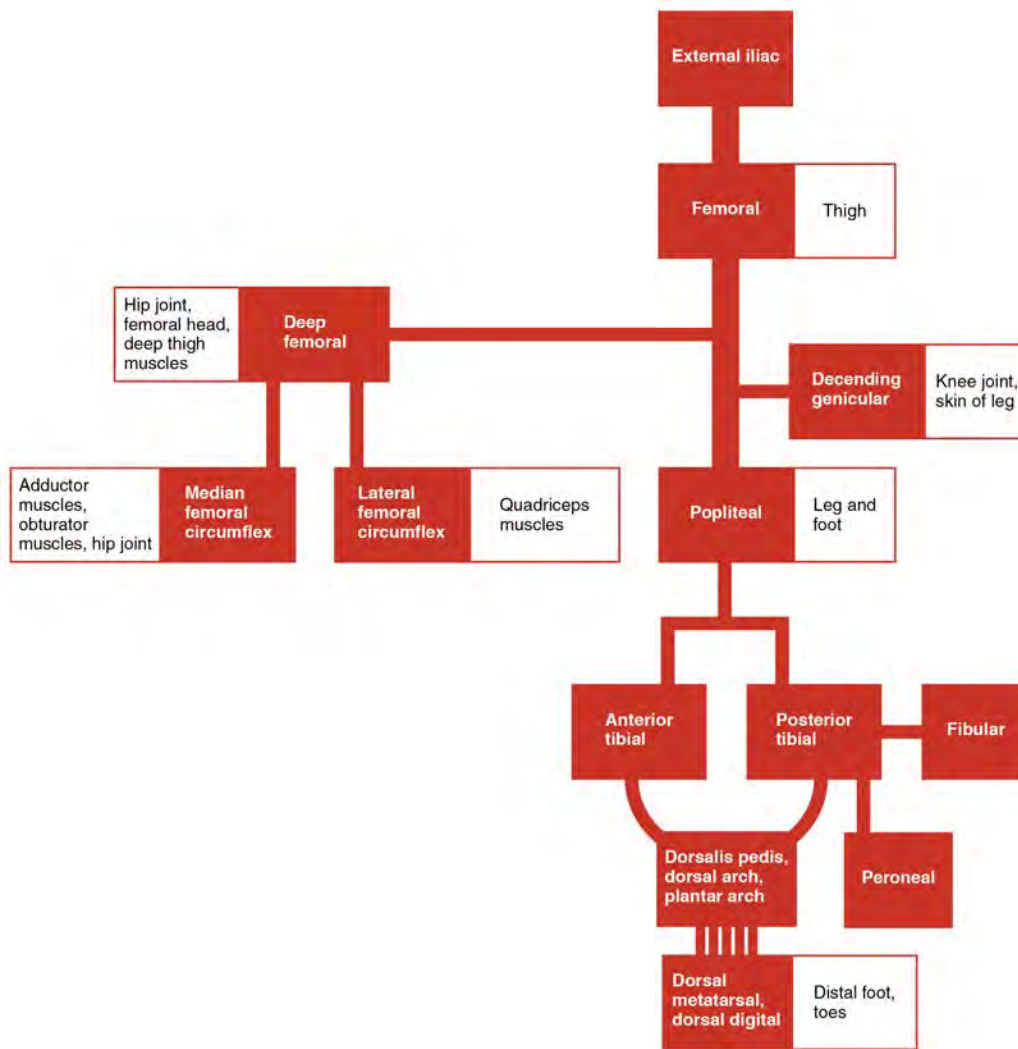 External iliac
Femoral
Thigh
Hip joint,
femoral head,
deep thigh
muscles
Deep
femoral
Decending
genicular
Knee joint,
skin of leg
Adductor
muscles,
obturator
muscles, hip joint
Median
femoral
circumflex
Lateral
femoral
circumflex
Quadriceps
muscles
Popliteal
Leg and
foot
Anterior
tibial
Posterior
tibial
Fibular
Dorsalis pedis,
dorsal arch,
plantar arch
Peroneal
Dorsal
metatarsal,
dorsal digital
Distal foot,
toes